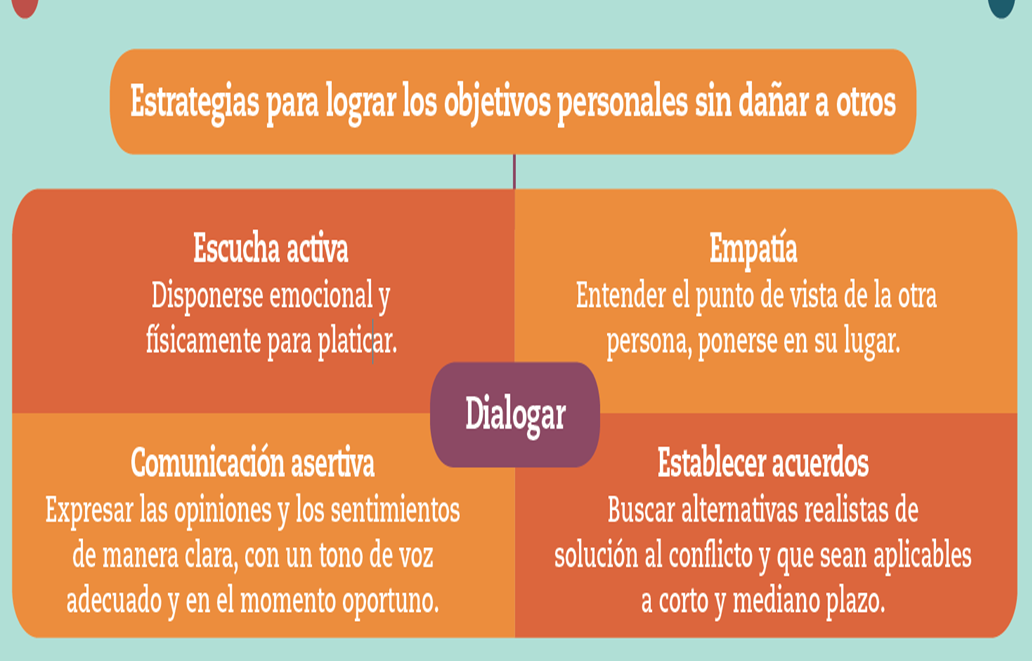 Estrategias para lograr los objetivos personales sin dañar a otros
Escucha activa
Disponerse emocional y
físicamente para platicar.
Empatía
Entender el punto de vista de la otra
persona, ponerse en su lugar.
Dialogar
Comunicación asertiva
Expresar las opiniones y los sentimientos
de manera clara, con un tono de voz
adecuado y en el momento oportuno.
Establecer acuerdos
Buscar alternativas realistas de
solución al conflicto y que sean aplicables
a corto y mediano plazo.